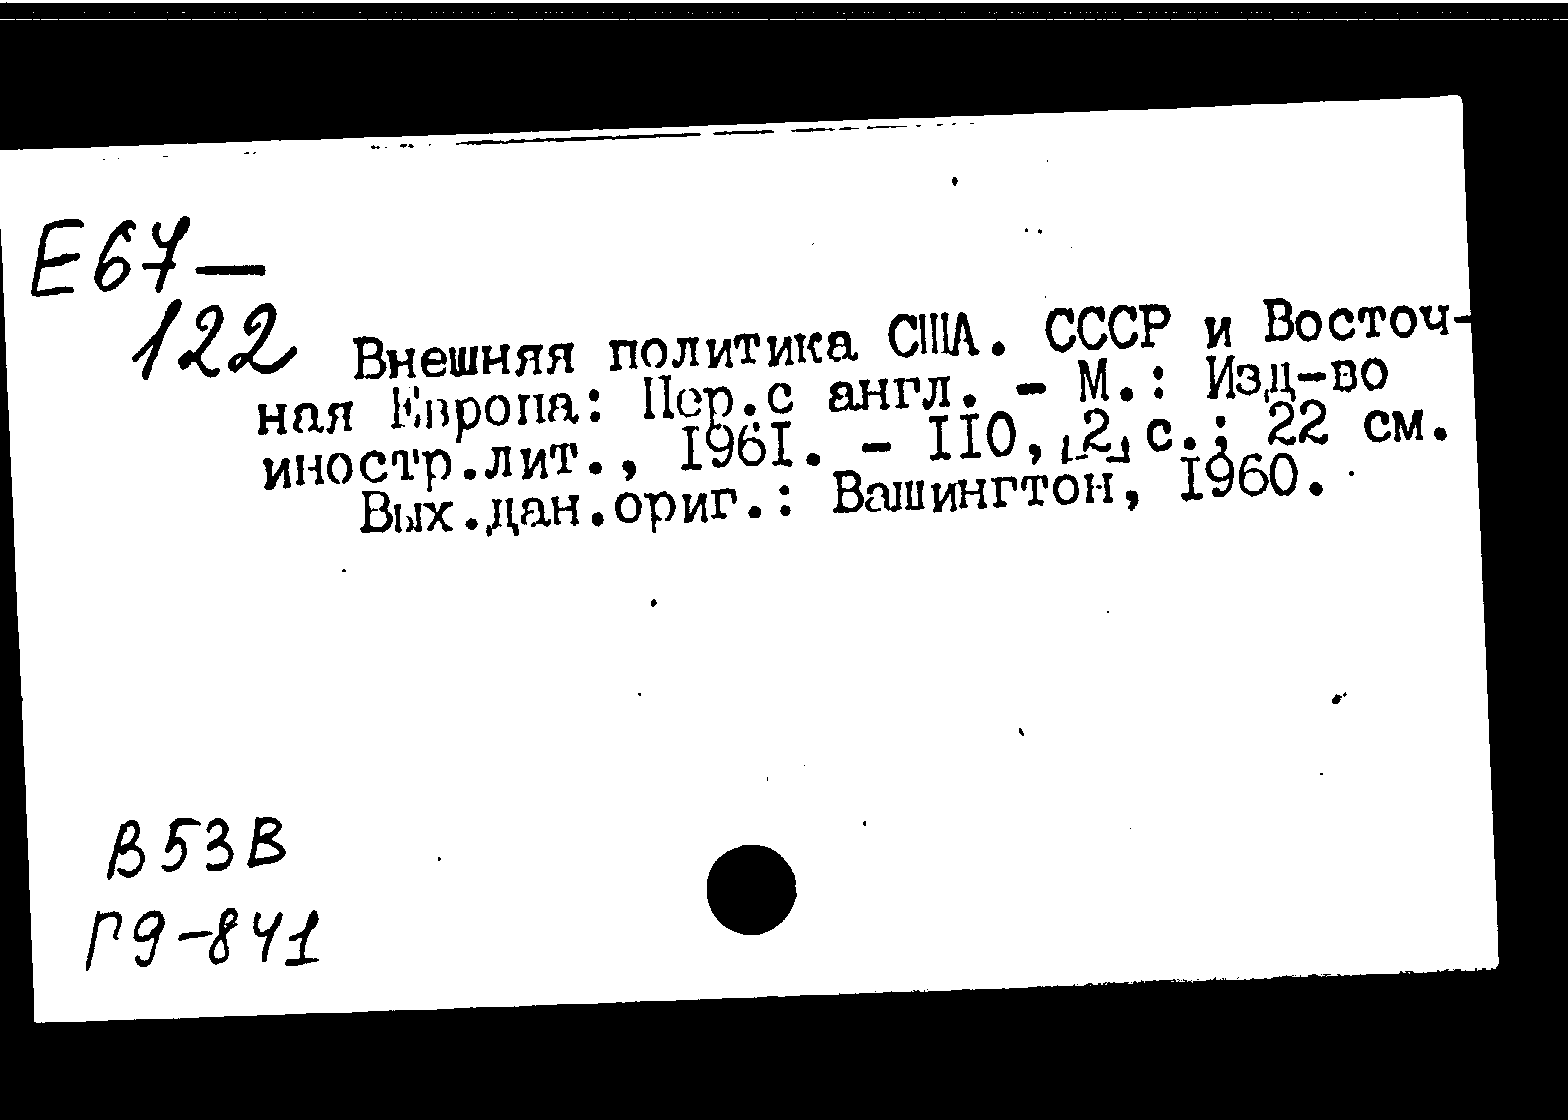 Е67—
122
Внешняя политика США. СССР и Восточ-
ная Европа: Пер.с англ. - М.: Изд-во
иностр.лит., 1961. - 110, [2] с.; 22 см.
Вых.дан.ориг.: Вашингтон, 1960.
В53В
Г9-841